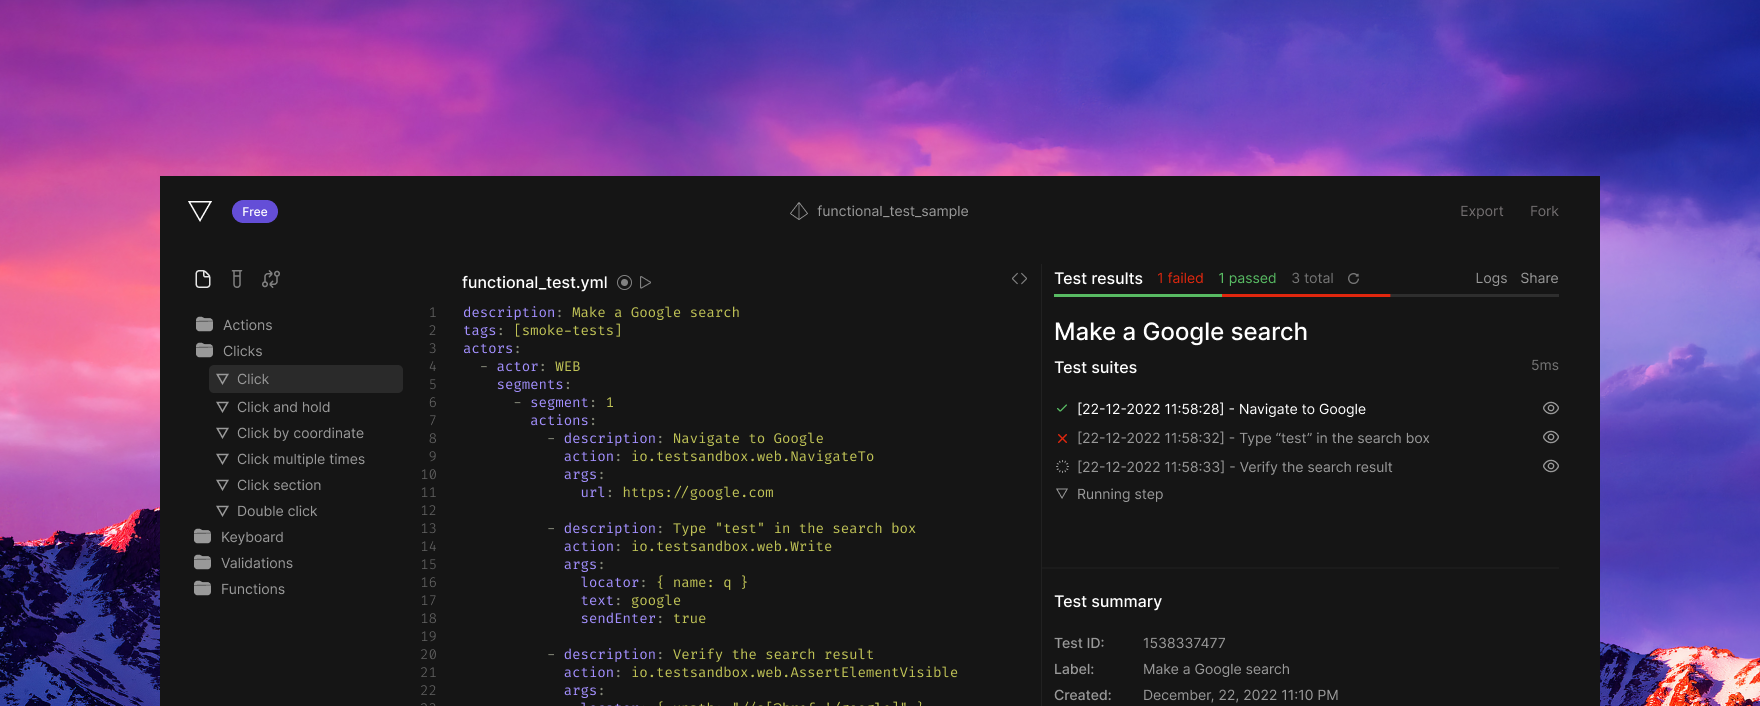 Free
functional_test_sample
Export Fork
Actions
Clicks
Click
Click and hold
Click by coordinate
Click multiple times
Click section
Double click
Keyboard
Validations
Functions
functional_test.yml
<>
1 description: Make a Google search
2 tags: [smoke-tests]
3 actors:
4 - actor: WEB
5 segments:
6 - segment: 1
7 actions:
8 - description: Navigate to Google
9 action: io.testsandbox.web.NavigateTo
10 args:
11 url: https://google.com
12
13 - description: Type "test" in the search box
14 action: io.testsandbox.web.Write
15 args:
16 locator: { name: q }
17 text: google
18 sendEnter: true
19
20 - description: Verify the search result
21 action: io.testsandbox.web.AssertElementVisible
22 args:
Test results 1 failed 1 passed 3 total Logs Share
Make a Google search
Test suites 5ms
[22-12-2022 11:58:28] - Navigate to Google
[22-12-2022 11:58:32] - Type “test” in the search box
[22-12-2022 11:58:33] - Verify the search result
Running step
Test summary
Test ID: 1538337477
Label: Make a Google search
Created: December, 22, 2022 11:10 PM